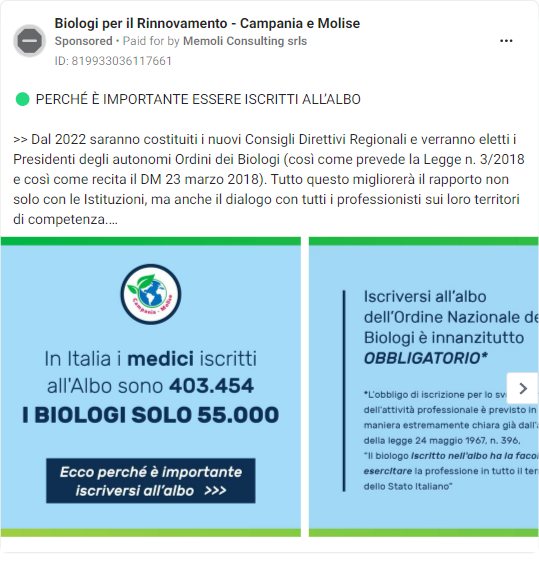 Biologi per il Rinnovamento - Campania e Molise
Sponsored • Paid for by Memoli Consulting srls
ID: 819933036117661
PERCHÉ È IMPORTANTE ESSERE ISCRITTI ALL'ALBO
>> Dal 2022 saranno costituiti i nuovi Consigli Direttivi Regionali e verranno eletti i
Presidenti degli autonomi Ordini dei Biologi (così come prevede la Legge n. 3/2018
e così come recita il DM 23 marzo 2018). Tutto questo migliorerà il rapporto non
solo con le Istituzioni, ma anche il dialogo con tutti i professionisti sui loro territori
di competenza....
Campania - Molise
In Italia i medici iscritti
all'Albo sono 403.454
I BIOLOGI SOLO 55.000
Ecco perché è importante
iscriversi all'albo >>>
Iscriversi all'albo
dell'Ordine Nazionale de
Biologi è innanzitutto
OBBLIGATORIO*
*L'obbligo di iscrizione per lo sv
dell'attività professionale è previsto in
maniera estremamente chiara già dall'a
della legge 24 maggio 1967, n. 396,
"Il biologo iscritto nell'albo ha la faco
esercitare la professione in tutto il ter
dello Stato Italiano"